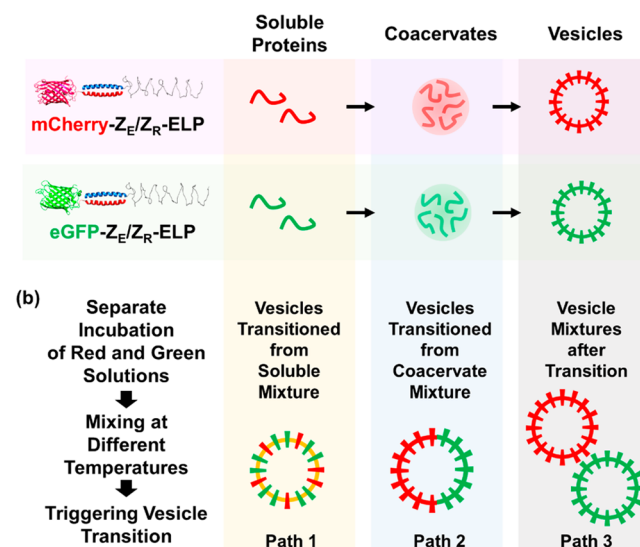 Soluble
Proteins
Coacervates
Vesicles
mCherry-ZE/ZR-ELP
eGFP-ZE/ZR-ELP
(b)
Separate
Incubation
of Red and Green
Solutions
Mixing at
Different
Temperatures
Triggering Vesicle
Transition
Vesicles
Transitioned
from
Soluble
Mixture
Path 1
Vesicles
Transitioned
from
Coacervate
Mixture
Path 2
Vesicle
Mixtures
after
Transition
Path 3